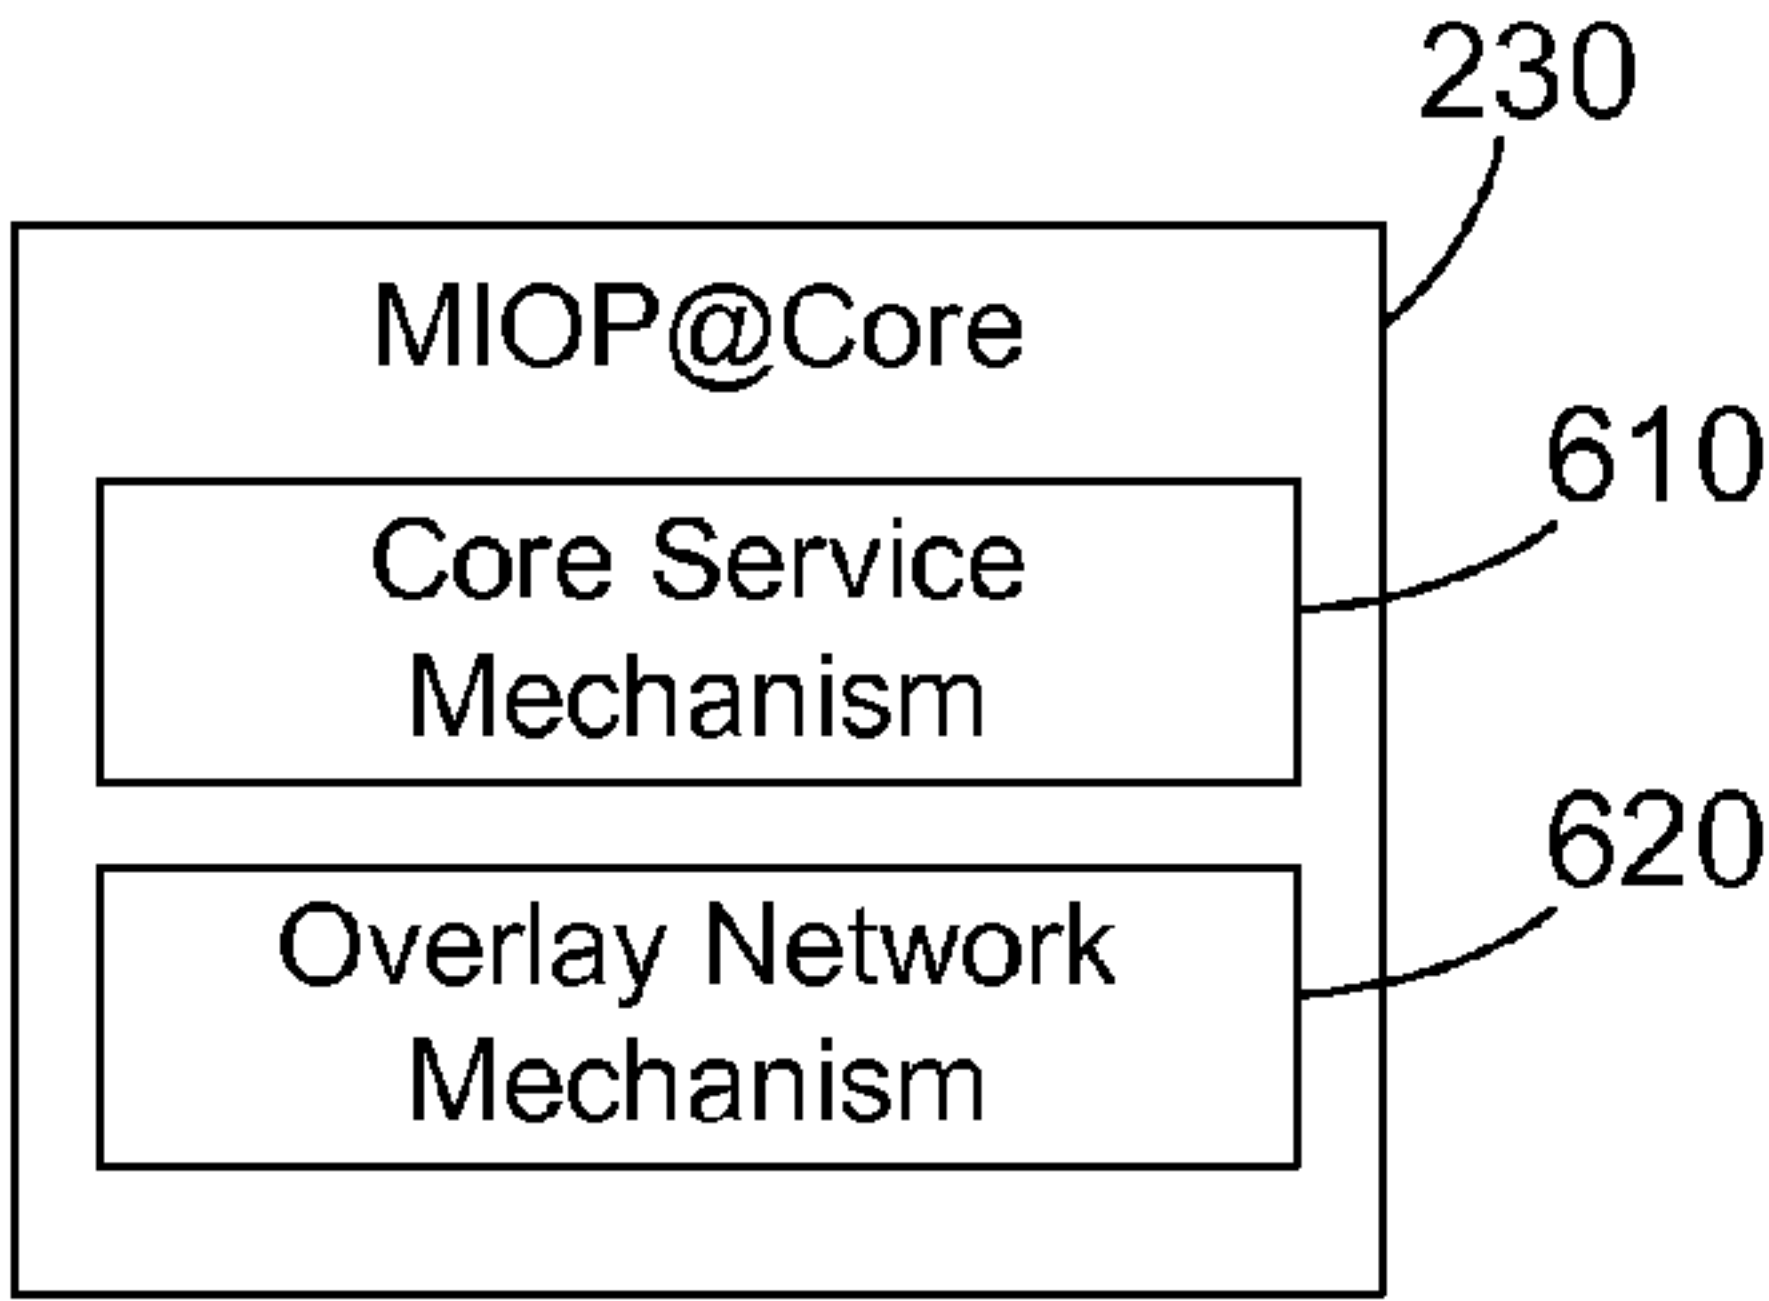 230
MIOP@Core
610
Core Service
Mechanism
620
Overlay Network
Mechanism